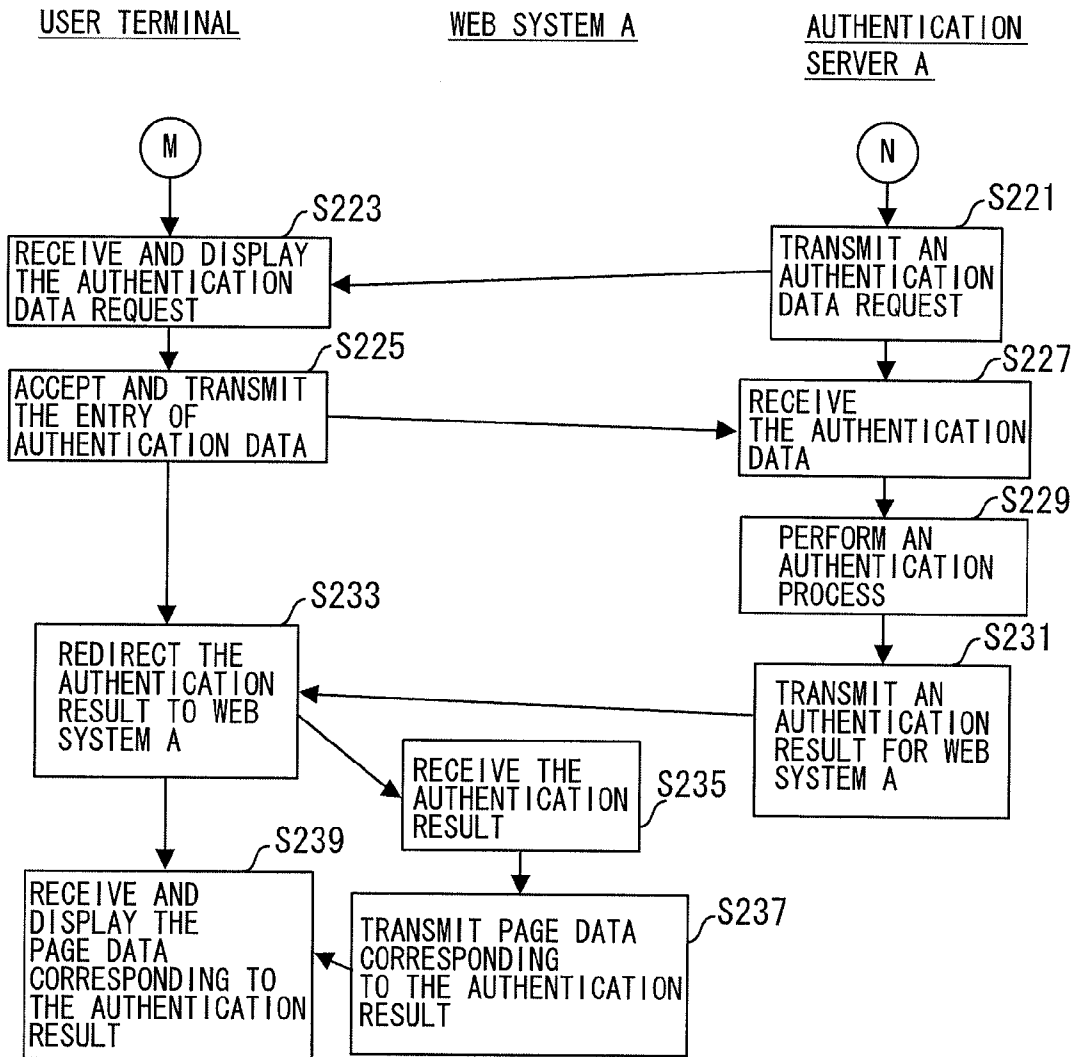 USER TERMINAL
WEB SYSTEM A
AUTHENTICATION
SERVER A
M
N
S223
S221
RECEIVE AND DISPLAY
THE AUTHENTICATION
DATA REQUEST
TRANSMIT AN
AUTHENTICATION
DATA REQUEST
S225
S227
ACCEPT AND TRANSMIT
THE ENTRY OF
AUTHENTICATION DATA
RECEIVE
THE AUTHENTICATION
DATA
S229
PERFORM AN
AUTHENTICATION
PROCESS
S233
S231
REDIRECT THE
AUTHENTICATION
RESULT TO WEB
SYSTEM A
TRANSMIT AN
AUTHENTICATION
RESULT FOR WEB
SYSTEM A
RECEIVE THE
AUTHENTICATION
RESULT
S235
S239
RECEIVE AND
DISPLAY THE
PAGE DATA
CORRESPONDING TO
THE AUTHENTICATION
RESULT
TRANSMIT PAGE DATA
CORRESPONDING
TO THE AUTHENTICATION
RESULT
S237